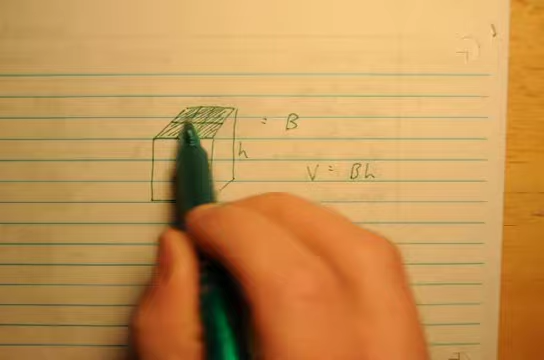 = B
h
V = Bh